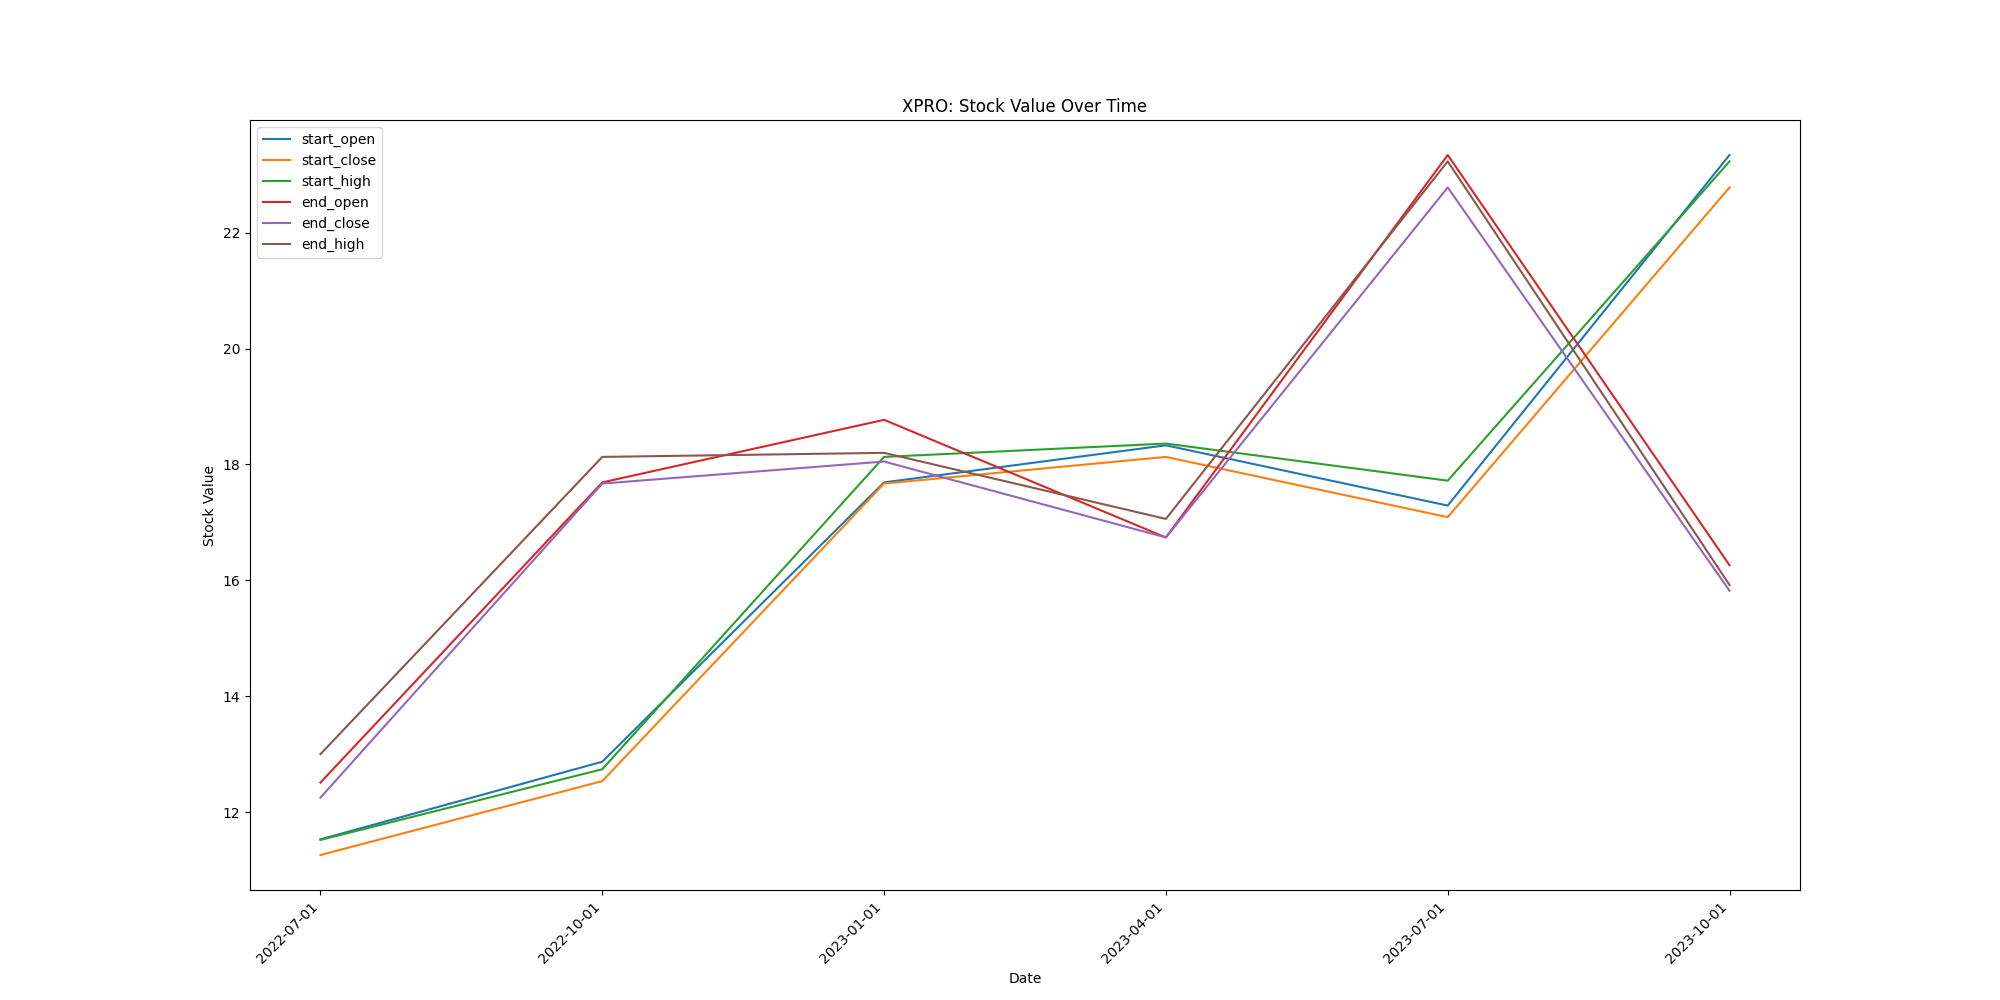 XPRO: Stock Value Over Time
start_open
start_close
start_high
end_open
end_close
end_high
Stock Value
22
20
18
16
14
12
2022-07-01
2022-10-01
2023-01-01
2023-04-01
2023-07-01
2023-10-01
Date